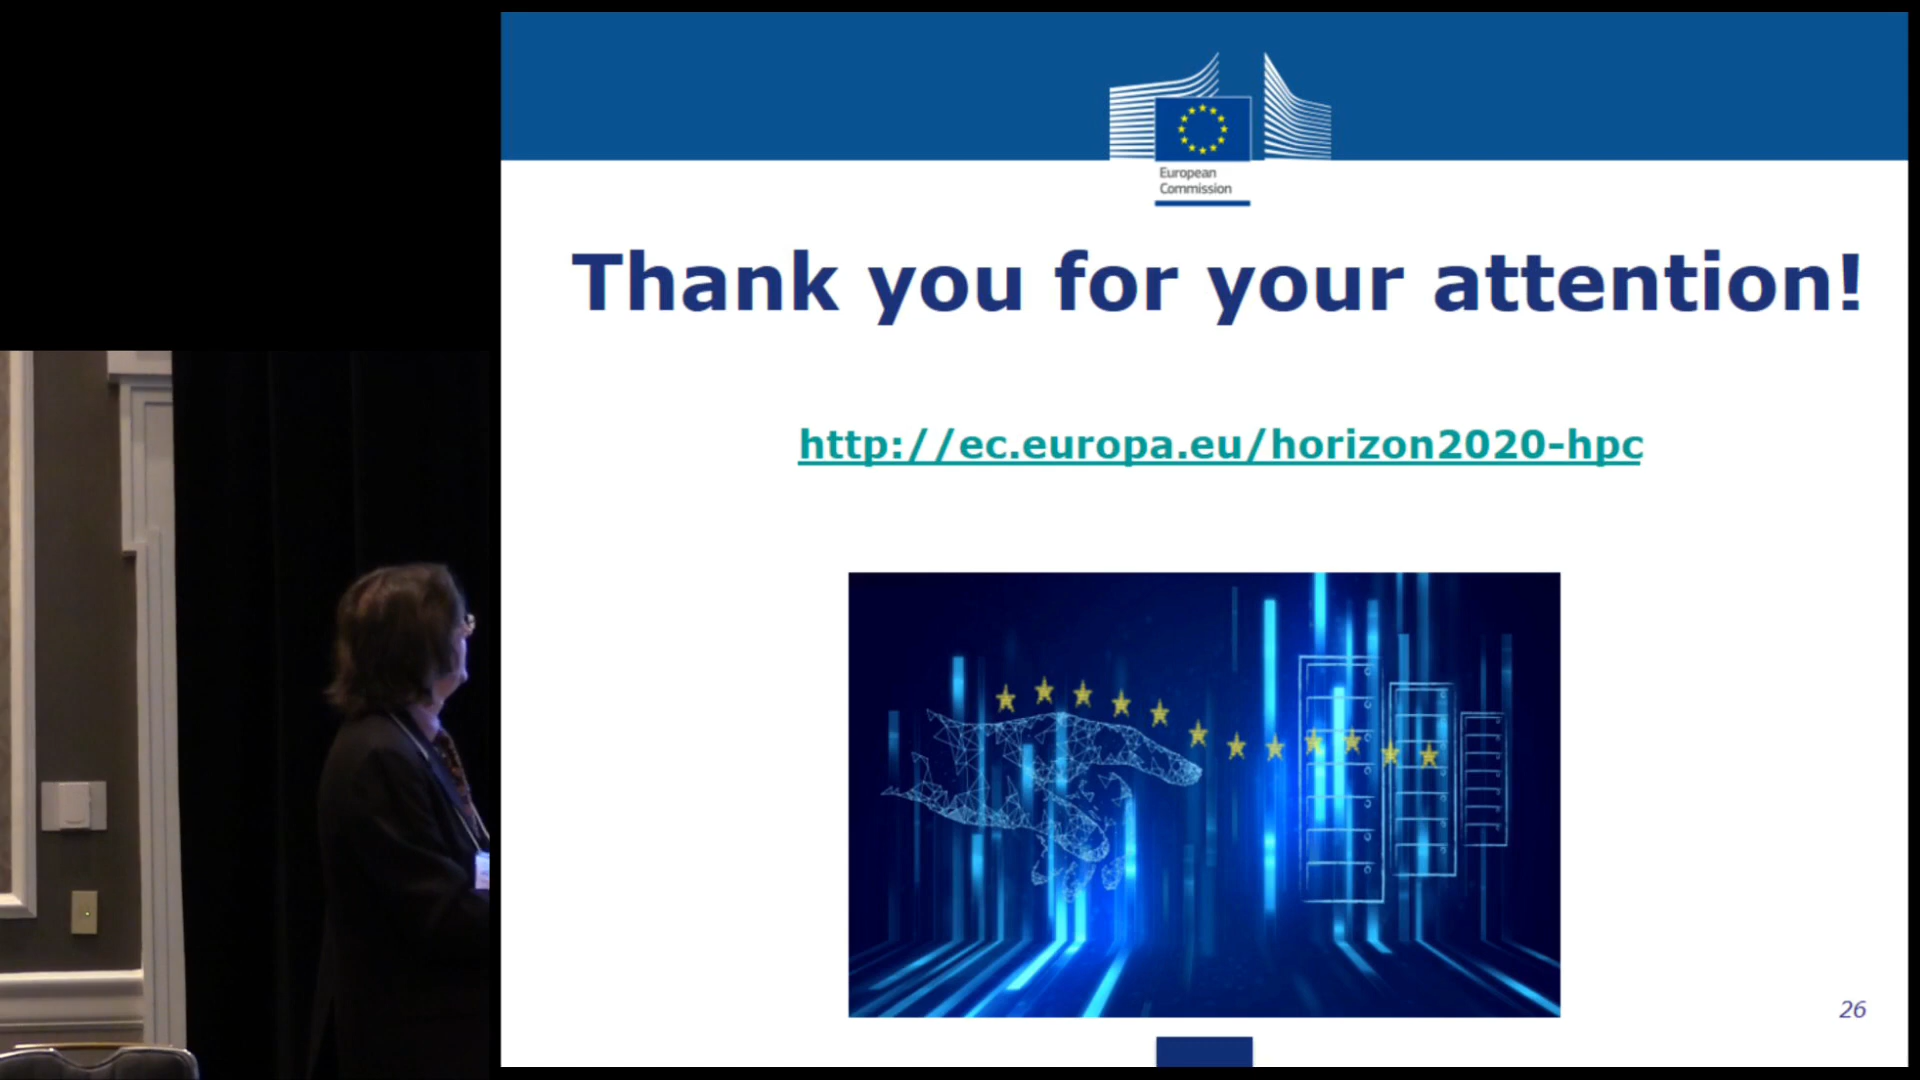 European
Commission
Thank you for your attention!
http://ec.europa.eu/horizon2020-hpc
26